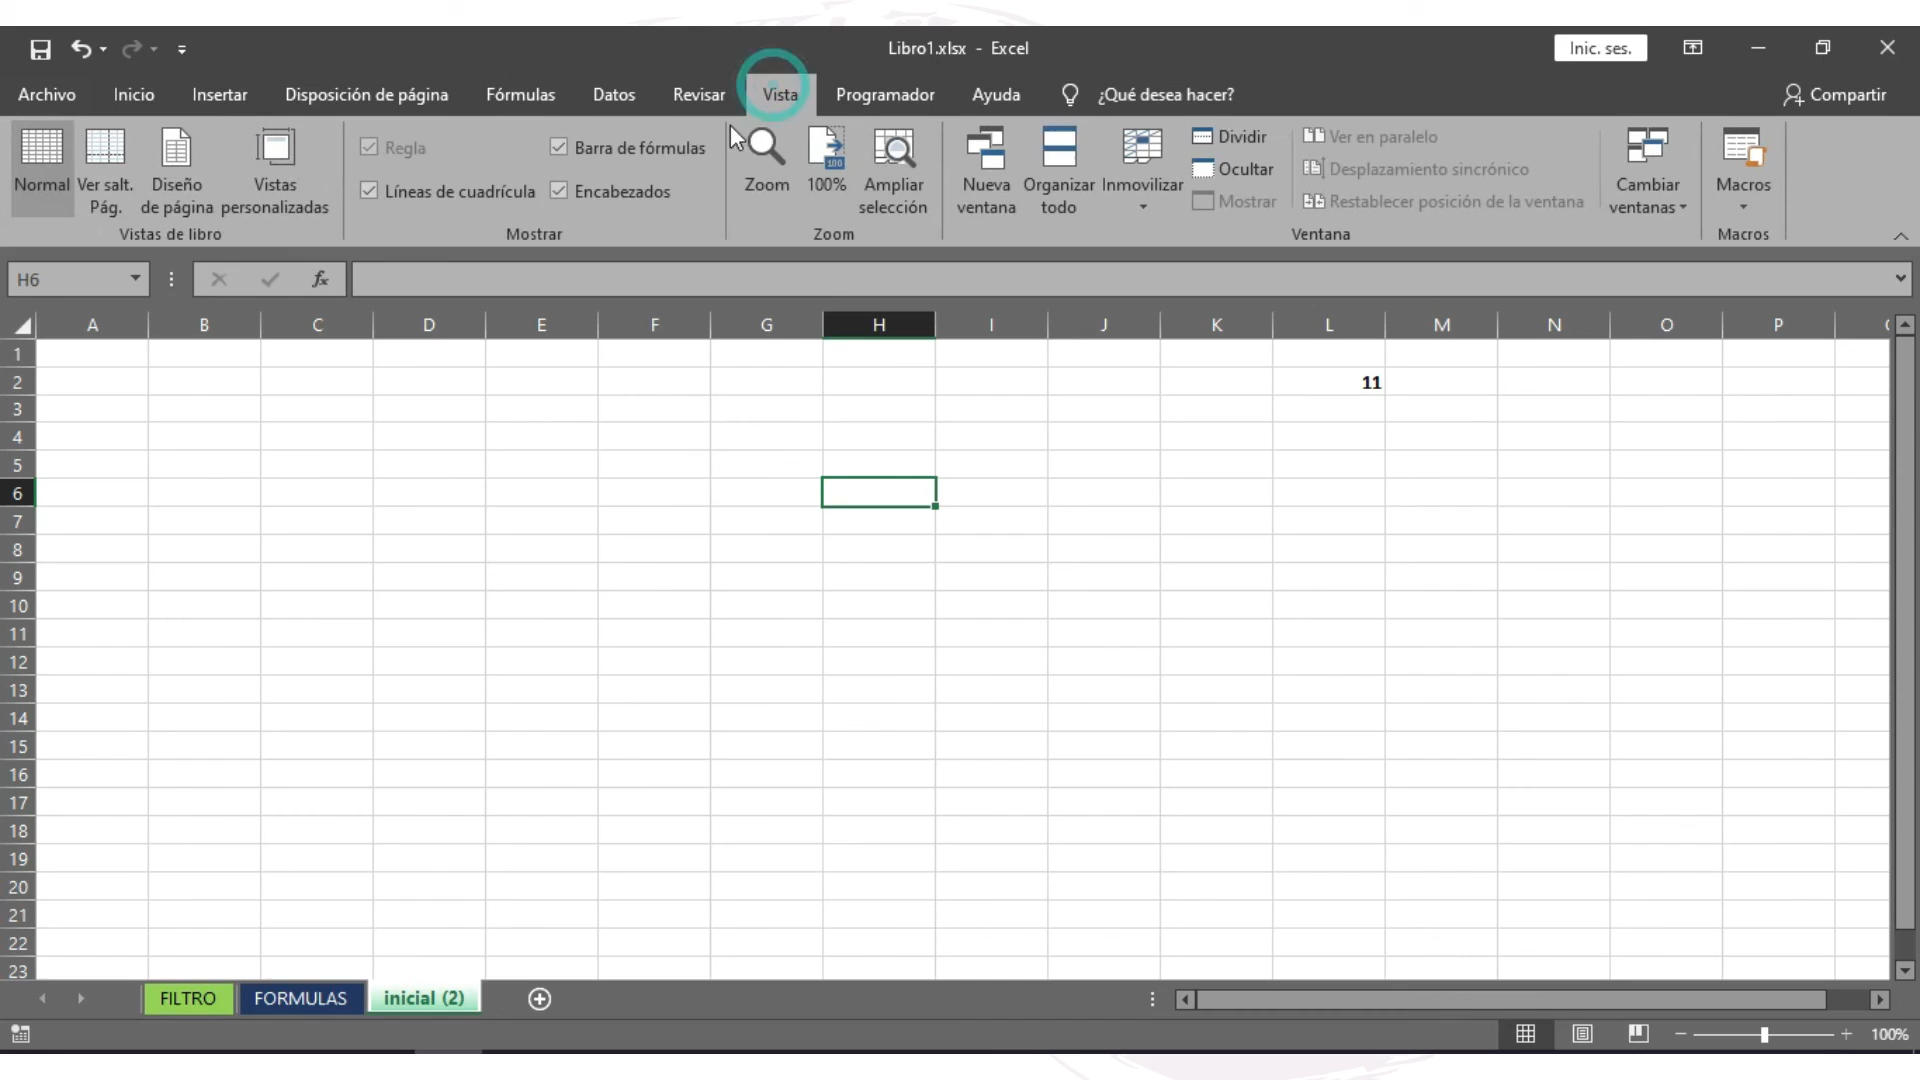 Libro1.xlsx - Excel
Inic. ses.
Archivo Inicio Insertar Disposición de página Fórmulas Datos Revisar Vista Programador Ayuda ¿Qué desea hacer? Compartir
Normal
Ver salt. Pág.
Diseño de página
Vistas personalizadas
Vistas de libro
Regla
Barra de fórmulas
Líneas de cuadrícula
Encabezados
Mostrar
Zoom
100
100%
Ampliar selección
Zoom
Nueva ventana
Organizar todo
Inmovilizar
Dividir
Ocultar
Mostrar
Ver en paralelo
Desplazamiento sincrónico
Restablecer posición de la ventana
Cambiar ventanas
Ventana
Macros
Macros
H6
fx
A B C D E F G H I J K L M N O P
1
2 11
3
4
5
6
7
8
9
10
11
12
13
14
15
16
17
18
19
20
21
22
23
FILTRO FORMULAS inicial (2)
100%